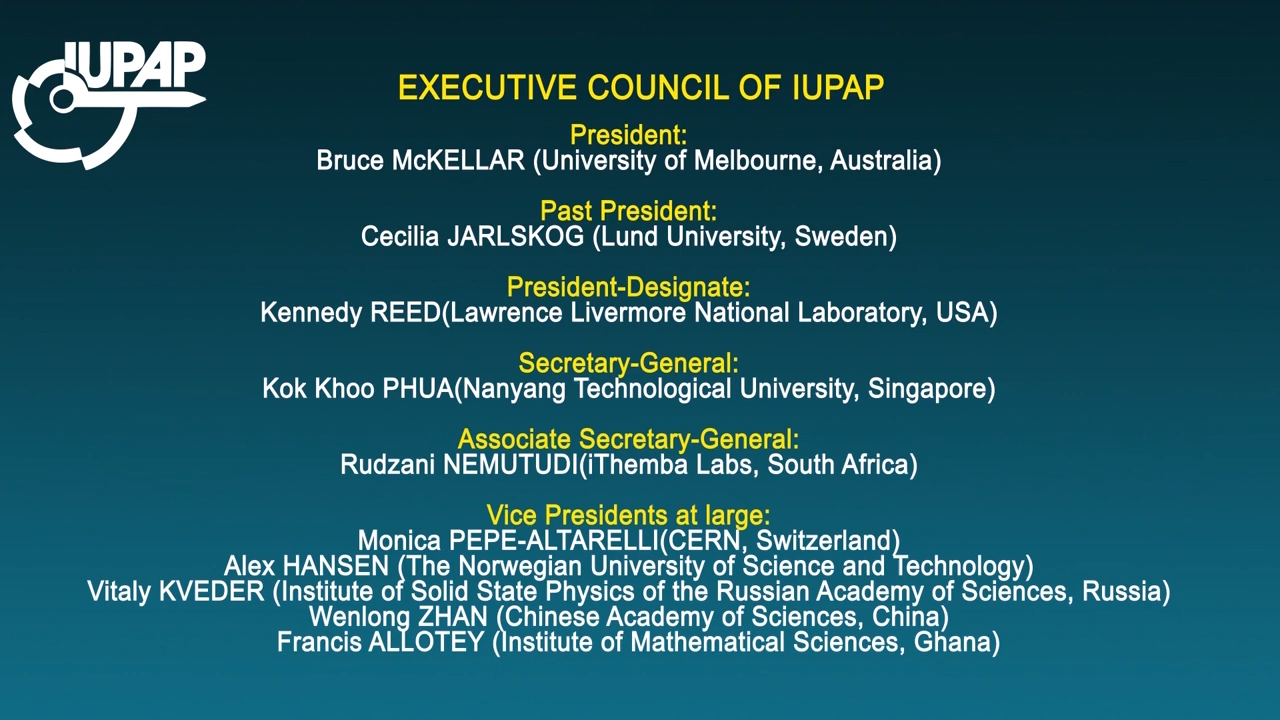 IUPAP
EXECUTIVE COUNCIL OF IUPAP
President:
Bruce McKELLAR (University of Melbourne, Australia)
Past President:
Cecilia JARLSKOG (Lund University, Sweden)
President-Designate:
Kennedy REED(Lawrence Livermore National Laboratory, USA)
Secretary-General:
Kok Khoo PHUA(Nanyang Technological University, Singapore)
Associate Secretary-General:
Rudzani NEMUTUDI(iThemba Labs, South Africa)
Vice Presidents at large:
Monica PEPE-ALTARELLI(CERN, Switzerland)
Alex HANSEN (The Norwegian University of Science and Technology)
Vitaly KVEDER (Institute of Solid State Physics of the Russian Academy of Sciences, Russia)
Wenlong ZHAN (Chinese Academy of Sciences, China)
Francis ALLOTEY (Institute of Mathematical Sciences, Ghana)